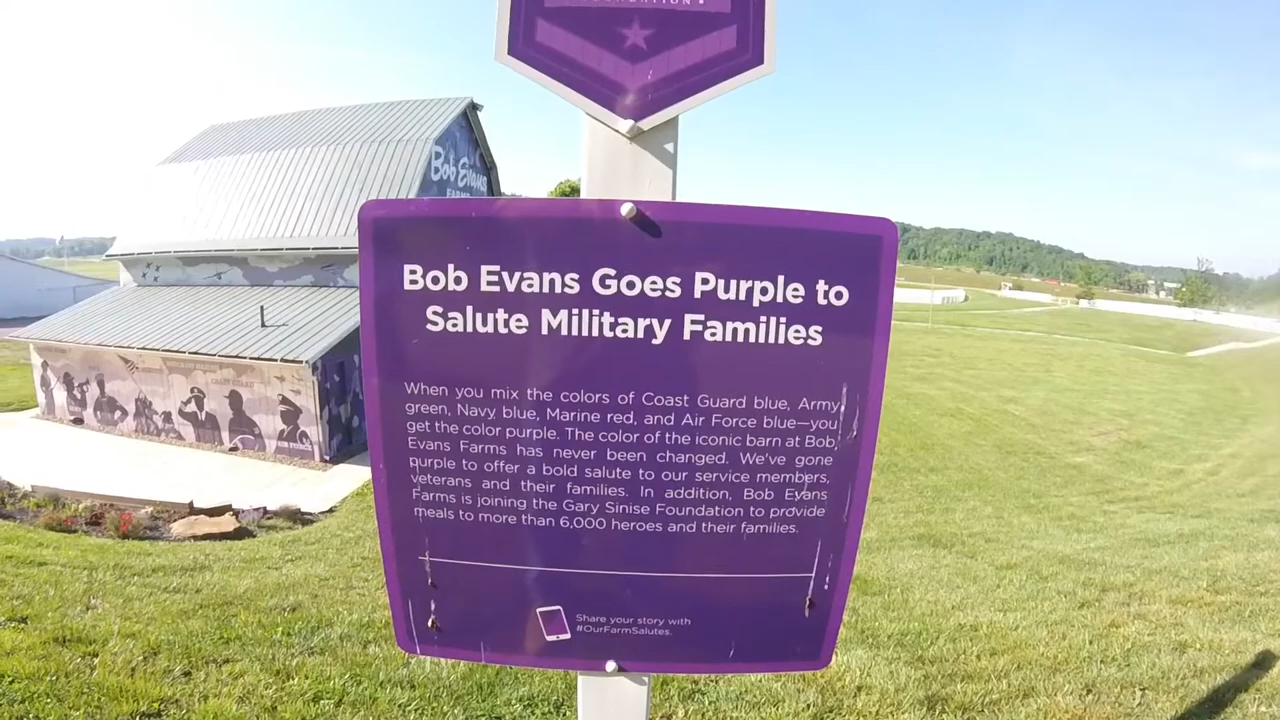 Bob Evans
FARMS
Bob Evans Goes Purple to
Salute Military Families
When you mix the colors of Coast Guard blue, Army
green, Navy blue, Marine red, and Air Force blue—you
get the color purple. The color of the iconic barn at Bob
Evans Farms has never been changed. We've gone
purple to offer a bold salute to our service members,
veterans and their families. In addition, Bob Evans
Farms is joining the Gary Sinise Foundation to provide
meals to more than 6,000 heroes and their families.
Share your story with
#OurFarmSalutes.
COAST GUARD